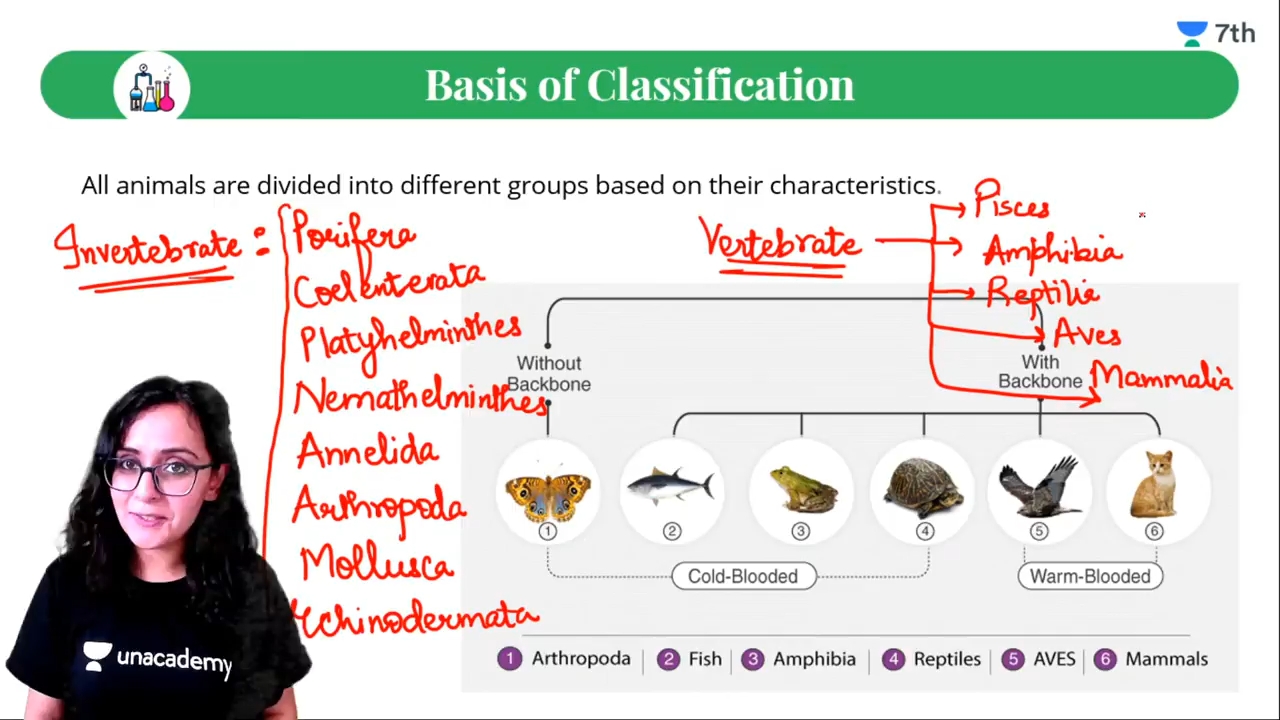 7th
Basis of Classification
All animals are divided into different groups based on their characteristics.
Invertebrate :
Porifera
Coelenterata
Platyhelminthes
Nemathelminthes
Annelida
Arthropoda
Mollusca
Echinodermata
Vertebrate
Pisces
Amphibia
Reptilia
Aves
Mammalia
Without
Backbone
With
Backbone
1 2 3 4 5 6
Cold-Blooded Warm-Blooded
1 Arthropoda | 2 Fish | 3 Amphibia | 4 Reptiles | 5 AVES | 6 Mammals
unacademy